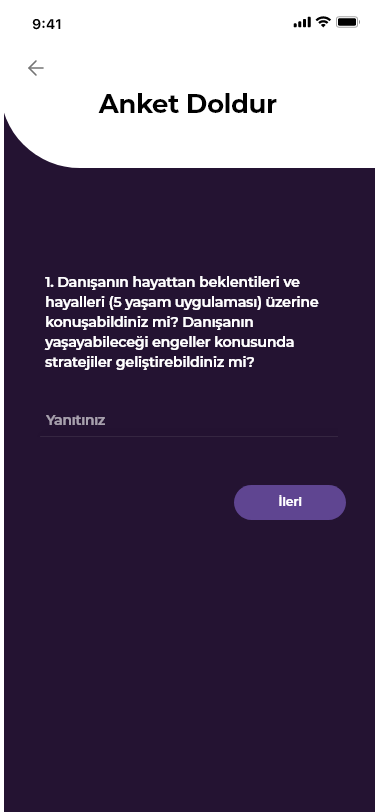 9:41
Anket Doldur
1. Danışanın hayattan beklentileri ve
hayalleri (5 yaşam uygulaması) üzerine
konuşabildiniz mi? Danışanın
yaşayabileceği engeller konusunda
stratejiler geliştirebildiniz mi?
Yanıtınız
İleri